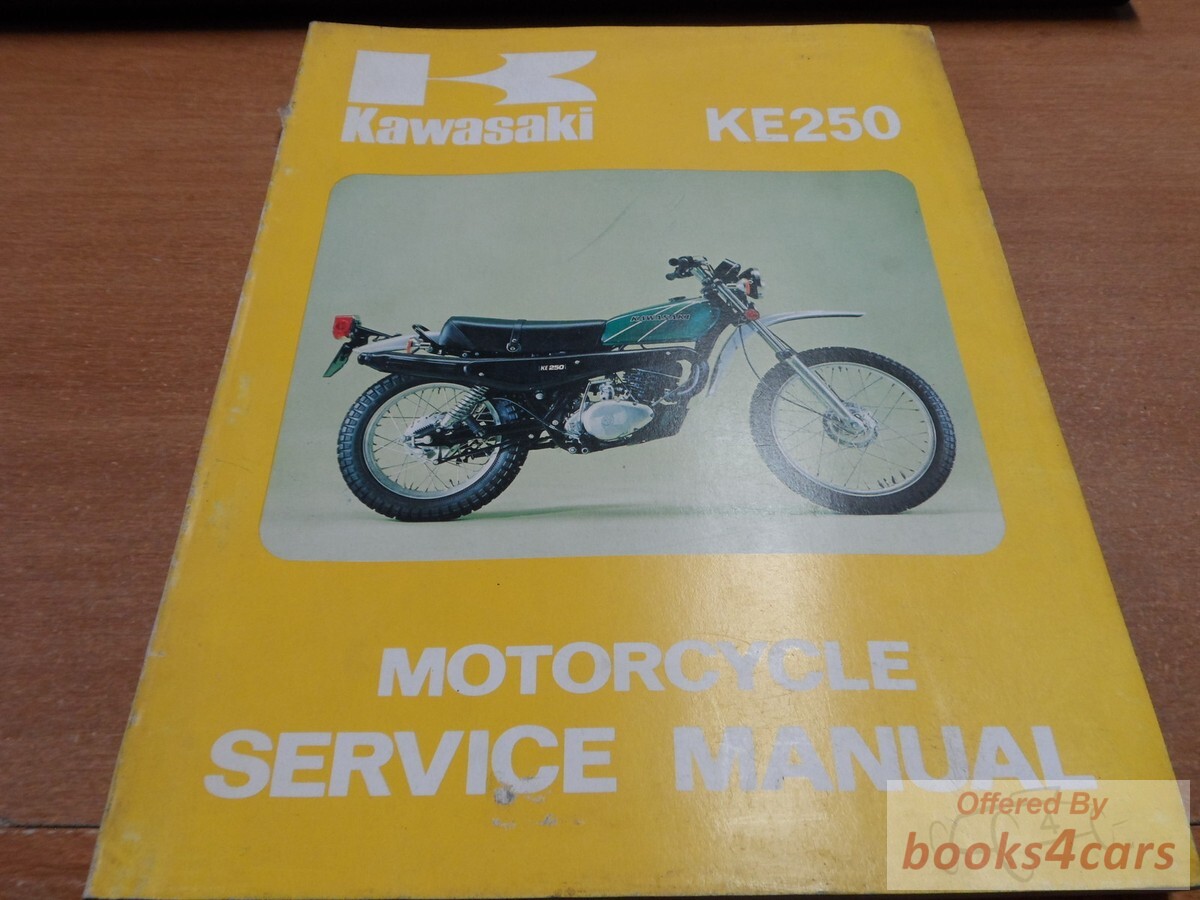 Kawasaki
KE250
KAWASAKI
KE 250
MOTORCYCLE
SERVICE MANUAL
Offered By
books4cars